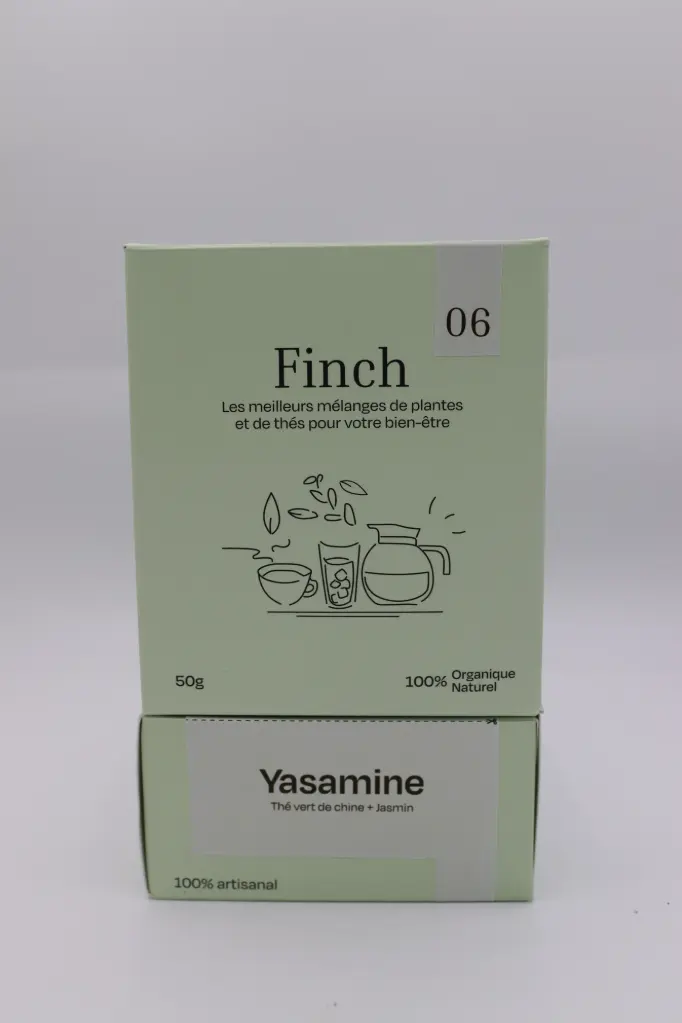 06
Finch
Les meilleurs mélanges de plantes
et de thés pour votre bien-être
50g
100% Organique
Naturel
Yasamine
Thé vert de chine + Jasmin
100% artisanal